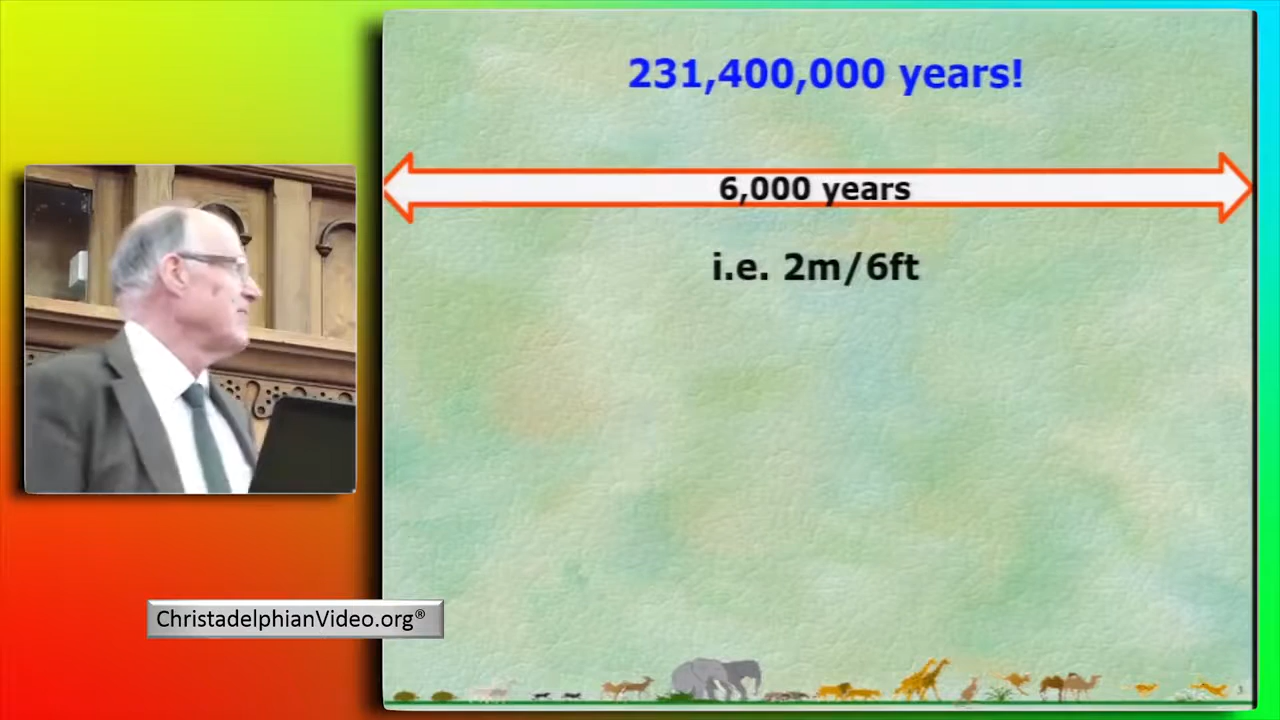 231,400,000 years!
6,000 years
i.e. 2m/6ft
ChristadelphianVideo.org®